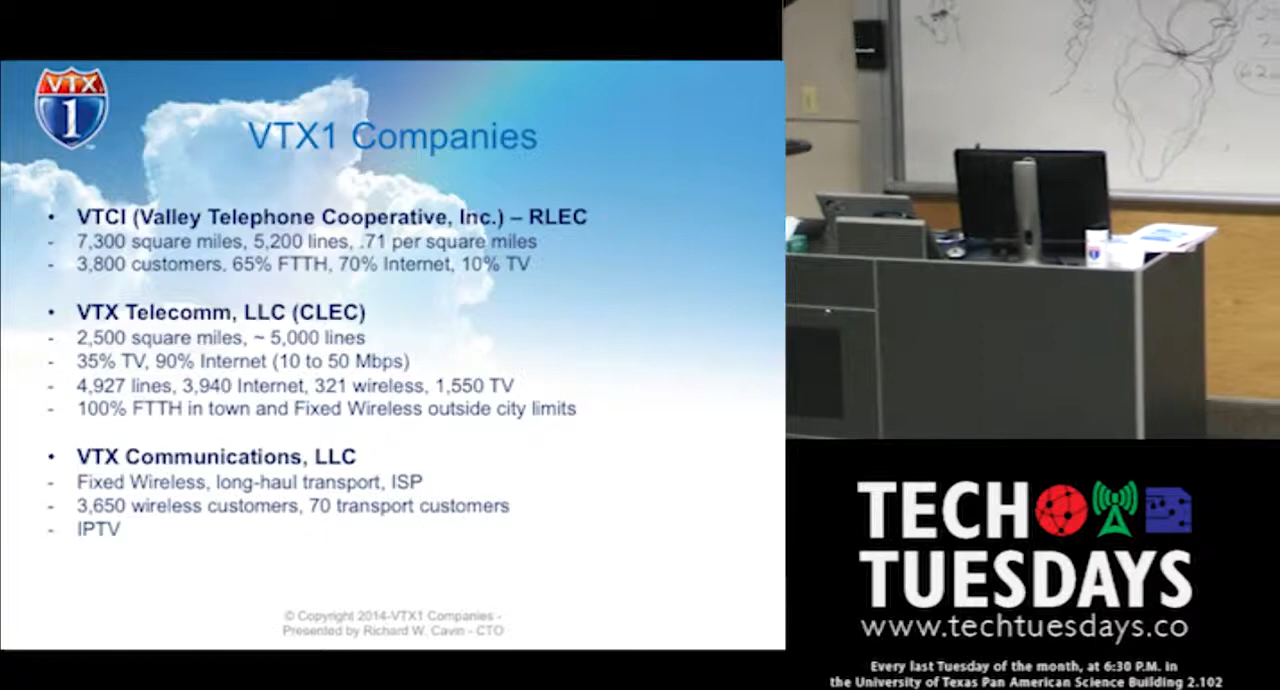 VTX
1
VTX1 Companies
• VTCI (Valley Telephone Cooperative, Inc.) – RLEC
- 7,300 square miles, 5,200 lines, .71 per square miles
- 3,800 customers, 65% FTTH, 70% Internet, 10% TV
• VTX Telecomm, LLC (CLEC)
- 2,500 square miles, ~ 5,000 lines
- 35% TV, 90% Internet (10 to 50 Mbps)
- 4,927 lines, 3,940 Internet, 321 wireless, 1,550 TV
- 100% FTTH in town and Fixed Wireless outside city limits
• VTX Communications, LLC
- Fixed Wireless, long-haul transport, ISP
- 3,650 wireless customers, 70 transport customers
- IPTV
© Copyright 2014-VTX1 Companies -
Presented by Richard W. Cavin - CTO
TECH
TUESDAYS
www.techtuesdays.co
Every last Tuesday of the month, at 6:30 P.M. in
the University of Texas Pan American Science Building 2.102